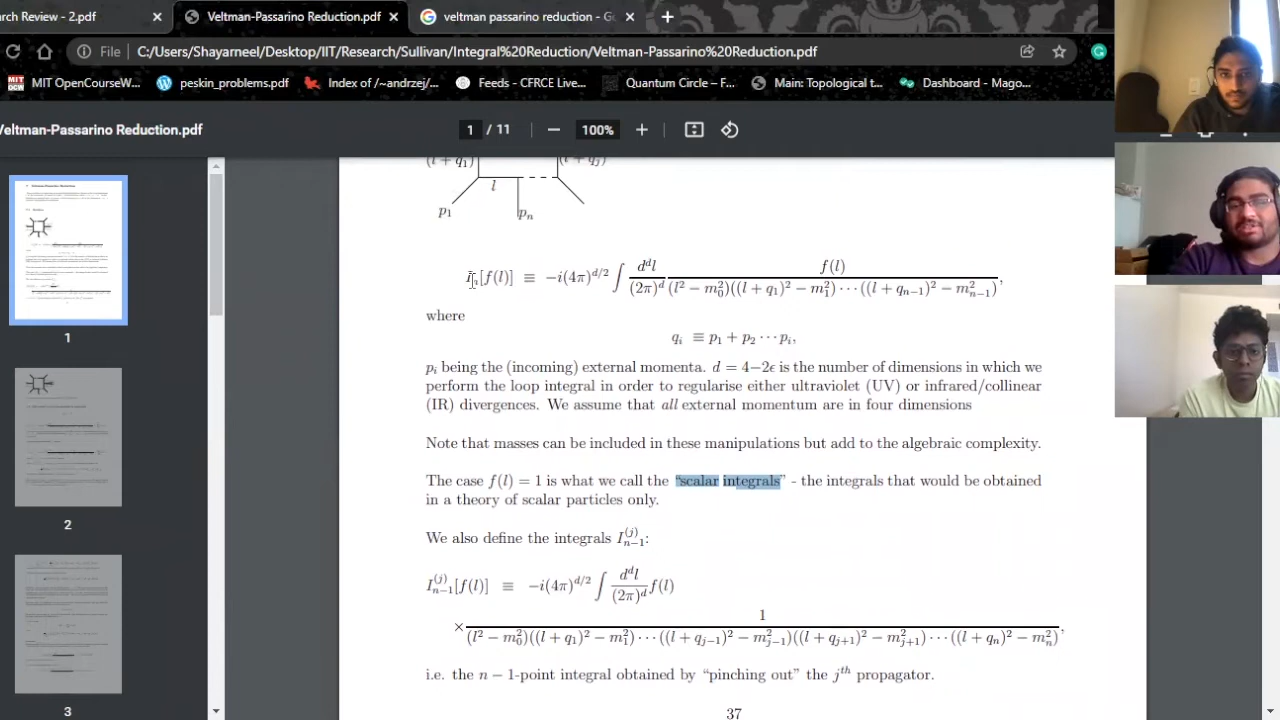 rch Review - 2.pdf
Veltman-Passarino Reduction.pdf
veltman passarino reduction - G
File
C:/Users/Shayarneel/Desktop/IIT/Research/Sullivan/Integral%20Reduction/Veltman-Passarino%20Reduction.pdf
MIT OpenCourseW...
peskin_problems.pdf
Index of /~andrzej/...
Feeds - CFRCE Live...
Quantum Circle – F...
Main: Topological t...
Dashboard - Mago...
Veltman-Passarino Reduction.pdf
1 / 11
100%
1
2
3
(l + q₁)
(l + qⱼ)
l
p₁
pₙ
Iₙ[f(l)] ≡ −i(4π)^{d/2} ∫ d^d l/(2π)^d f(l)/((l² − m₀²)((l + q₁)² − m₁²) ··· ((l + q_{n−1})² − m²_{n−1})),
where
qᵢ ≡ p₁ + p₂ ··· pᵢ,
pᵢ being the (incoming) external momenta. d = 4−2ϵ is the number of dimensions in which we
perform the loop integral in order to regularise either ultraviolet (UV) or infrared/collinear
(IR) divergences. We assume that all external momentum are in four dimensions
Note that masses can be included in these manipulations but add to the algebraic complexity.
The case f(l) = 1 is what we call the “scalar integrals” - the integrals that would be obtained
in a theory of scalar particles only.
We also define the integrals I^{(j)}_{n−1}:
I^{(j)}_{n−1}[f(l)] ≡ −i(4π)^{d/2} ∫ d^d l/(2π)^d f(l)
× 1/((l² − m₀²)((l + q₁)² − m₁²) ··· ((l + q_{j−1})² − m²_{j−1})((l + q_{j+1})² − m²_{j+1}) ··· ((l + qₙ)² − mₙ²)),
i.e. the n − 1-point integral obtained by “pinching out” the j^{th} propagator.
37